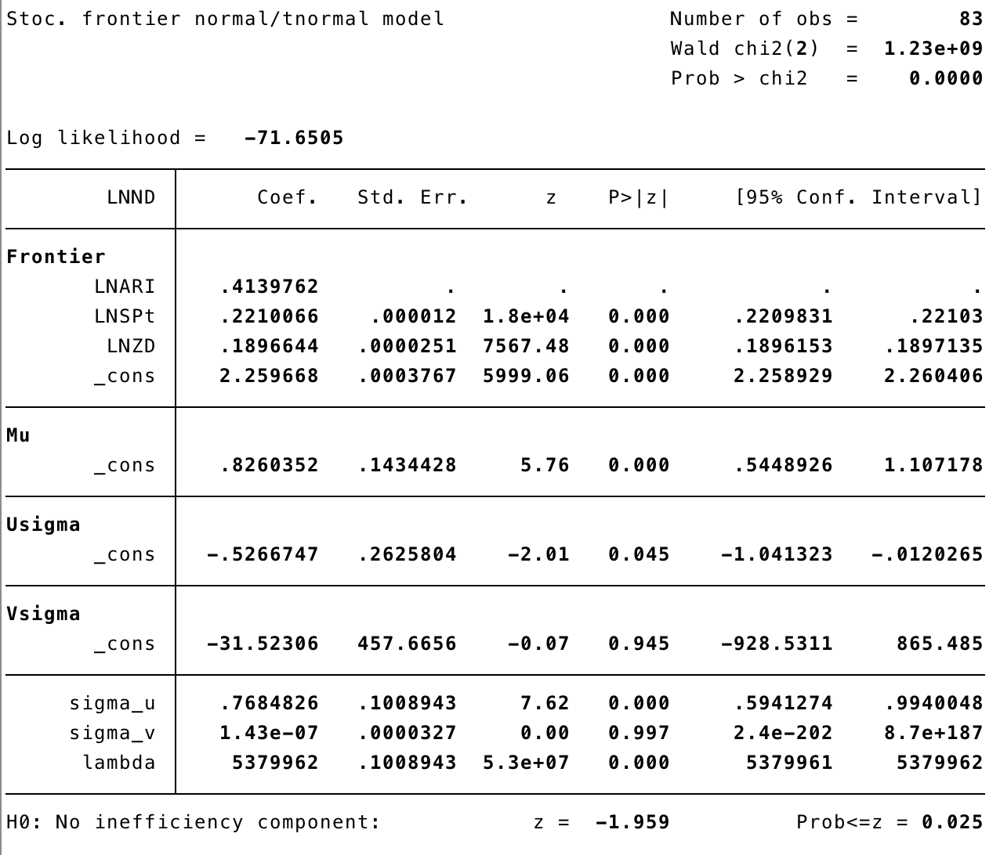 Stoc. frontier normal/tnormal model Number of obs = 83
Wald chi2(2) = 1.23e+09
Prob > chi2 = 0.0000
Log likelihood = -71.6505
LNND Coef. Std. Err. z P>|z| [95% Conf. Interval]
Frontier
LNARI .4139762 . . . . .
LNSPt .2210066 .000012 1.8e+04 0.000 .2209831 .22103
LNZD .1896644 .0000251 7567.48 0.000 .1896153 .1897135
_cons 2.259668 .0003767 5999.06 0.000 2.258929 2.260406
Mu
_cons .8260352 .1434428 5.76 0.000 .5448926 1.107178
Usigma
_cons -.5266747 .2625804 -2.01 0.045 -1.041323 -.0120265
Vsigma
_cons -31.52306 457.6656 -0.07 0.945 -928.5311 865.485
sigma_u .7684826 .1008943 7.62 0.000 .5941274 .9940048
sigma_v 1.43e-07 .0000327 0.00 0.997 2.4e-202 8.7e+187
lambda 5379962 .1008943 5.3e+07 0.000 5379961 5379962
H0: No inefficiency component: z = -1.959 Prob<=z = 0.025